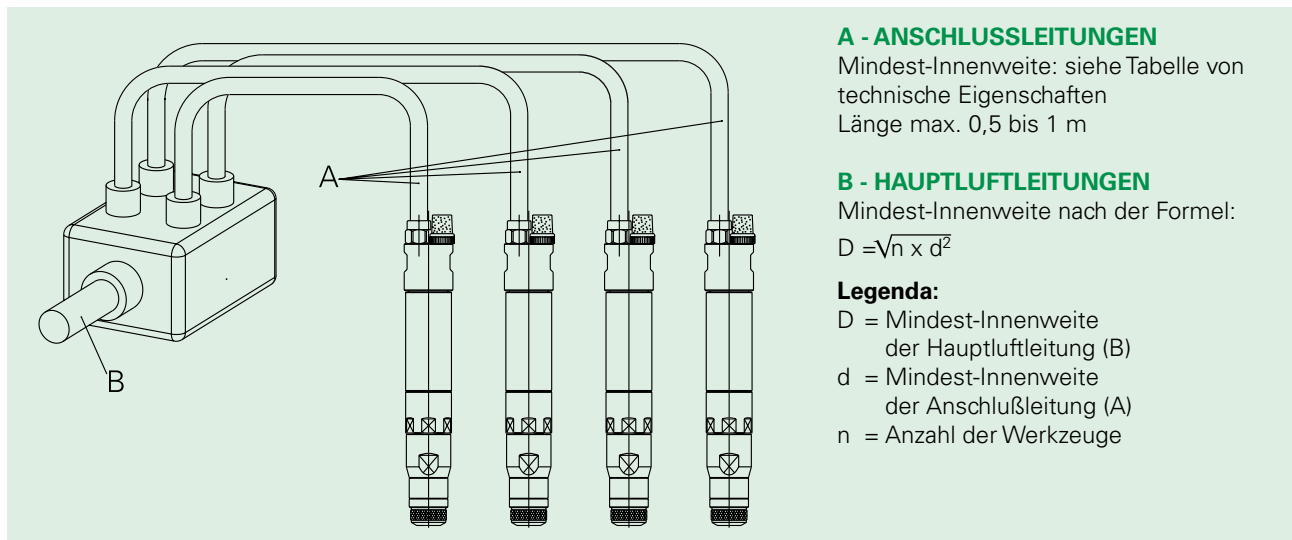 A
B
A - ANSCHLUSSLEITUNGEN
Mindest-Innenweite: siehe Tabelle von
technische Eigenschaften
Länge max. 0,5 bis 1 m
B - HAUPTLUFTLEITUNGEN
Mindest-Innenweite nach der Formel:
D =√n x d²
Legenda:
D = Mindest-Innenweite
der Hauptluftleitung (B)
d = Mindest-Innenweite
der Anschlußleitung (A)
n = Anzahl der Werkzeuge